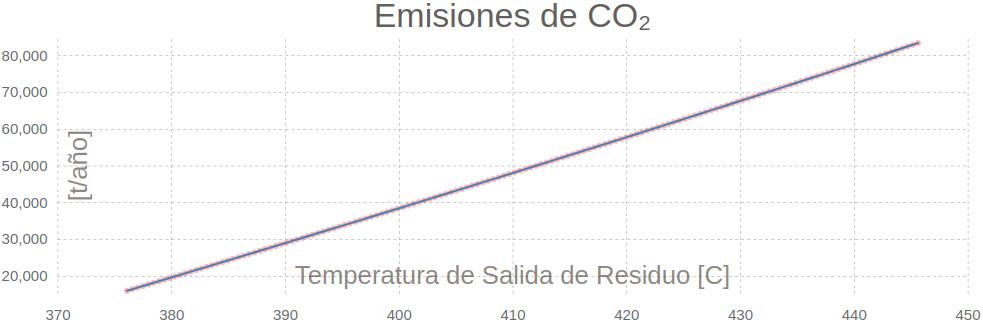 Emisiones de CO₂
80,000
70,000
60,000
50,000
40,000
30,000
20,000
[t/año]
Temperatura de Salida de Residuo [C]
370 380 390 400 410 420 430 440 450